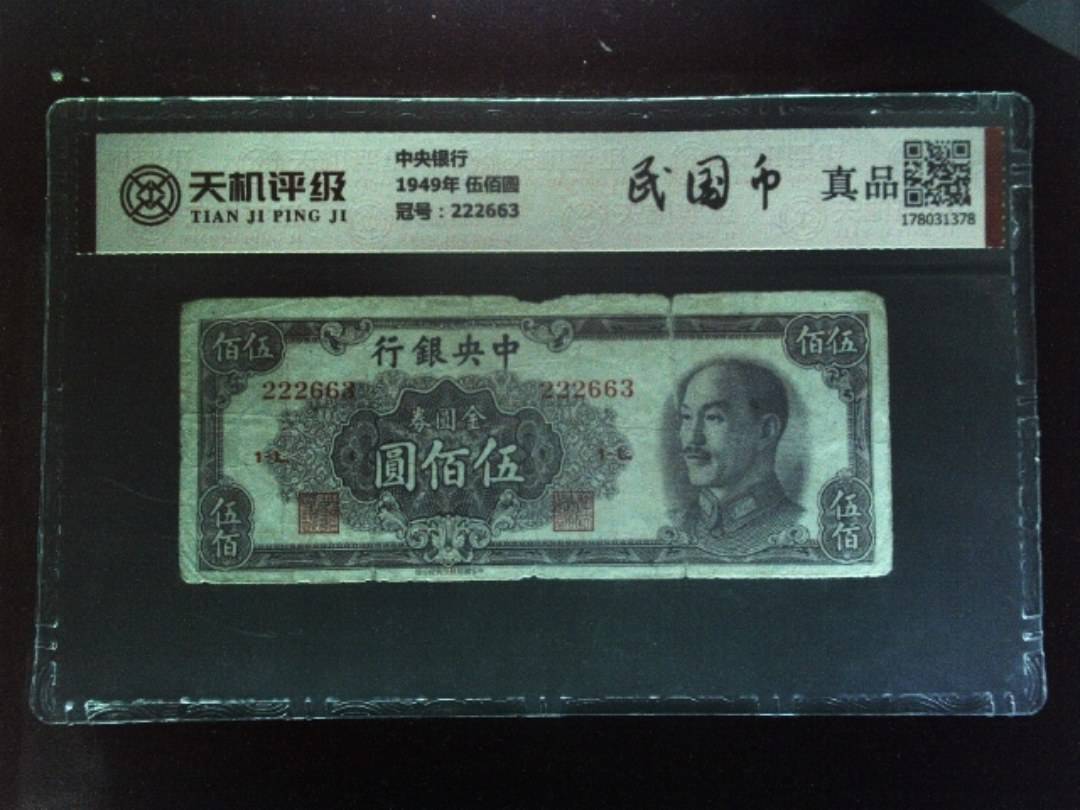 天机评级
TIAN JI PING JI
中央银行
1949年 伍佰圆
冠号：222663
民国币
真品
178031378
伍佰
中央銀行
伍佰
222663
222663
金圓券
伍佰圓
伍佰
伍佰